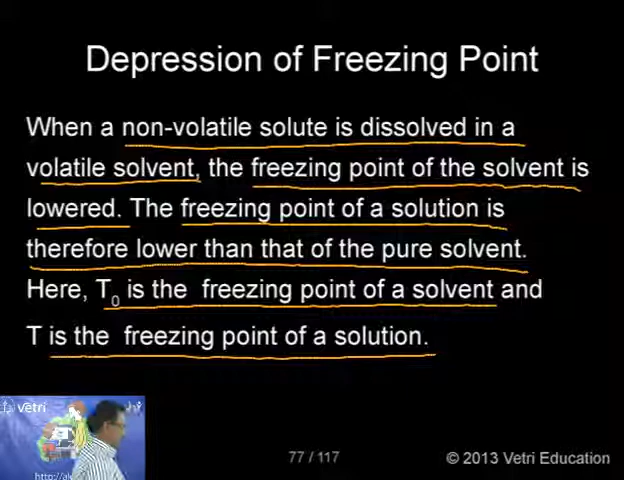 Depression of Freezing Point
When a non-volatile solute is dissolved in a
volatile solvent, the freezing point of the solvent is
lowered. The freezing point of a solution is
therefore lower than that of the pure solvent.
Here, T₀ is the freezing point of a solvent and
T is the freezing point of a solution.
vetri
http://
77 / 117
© 2013 Vetri Education